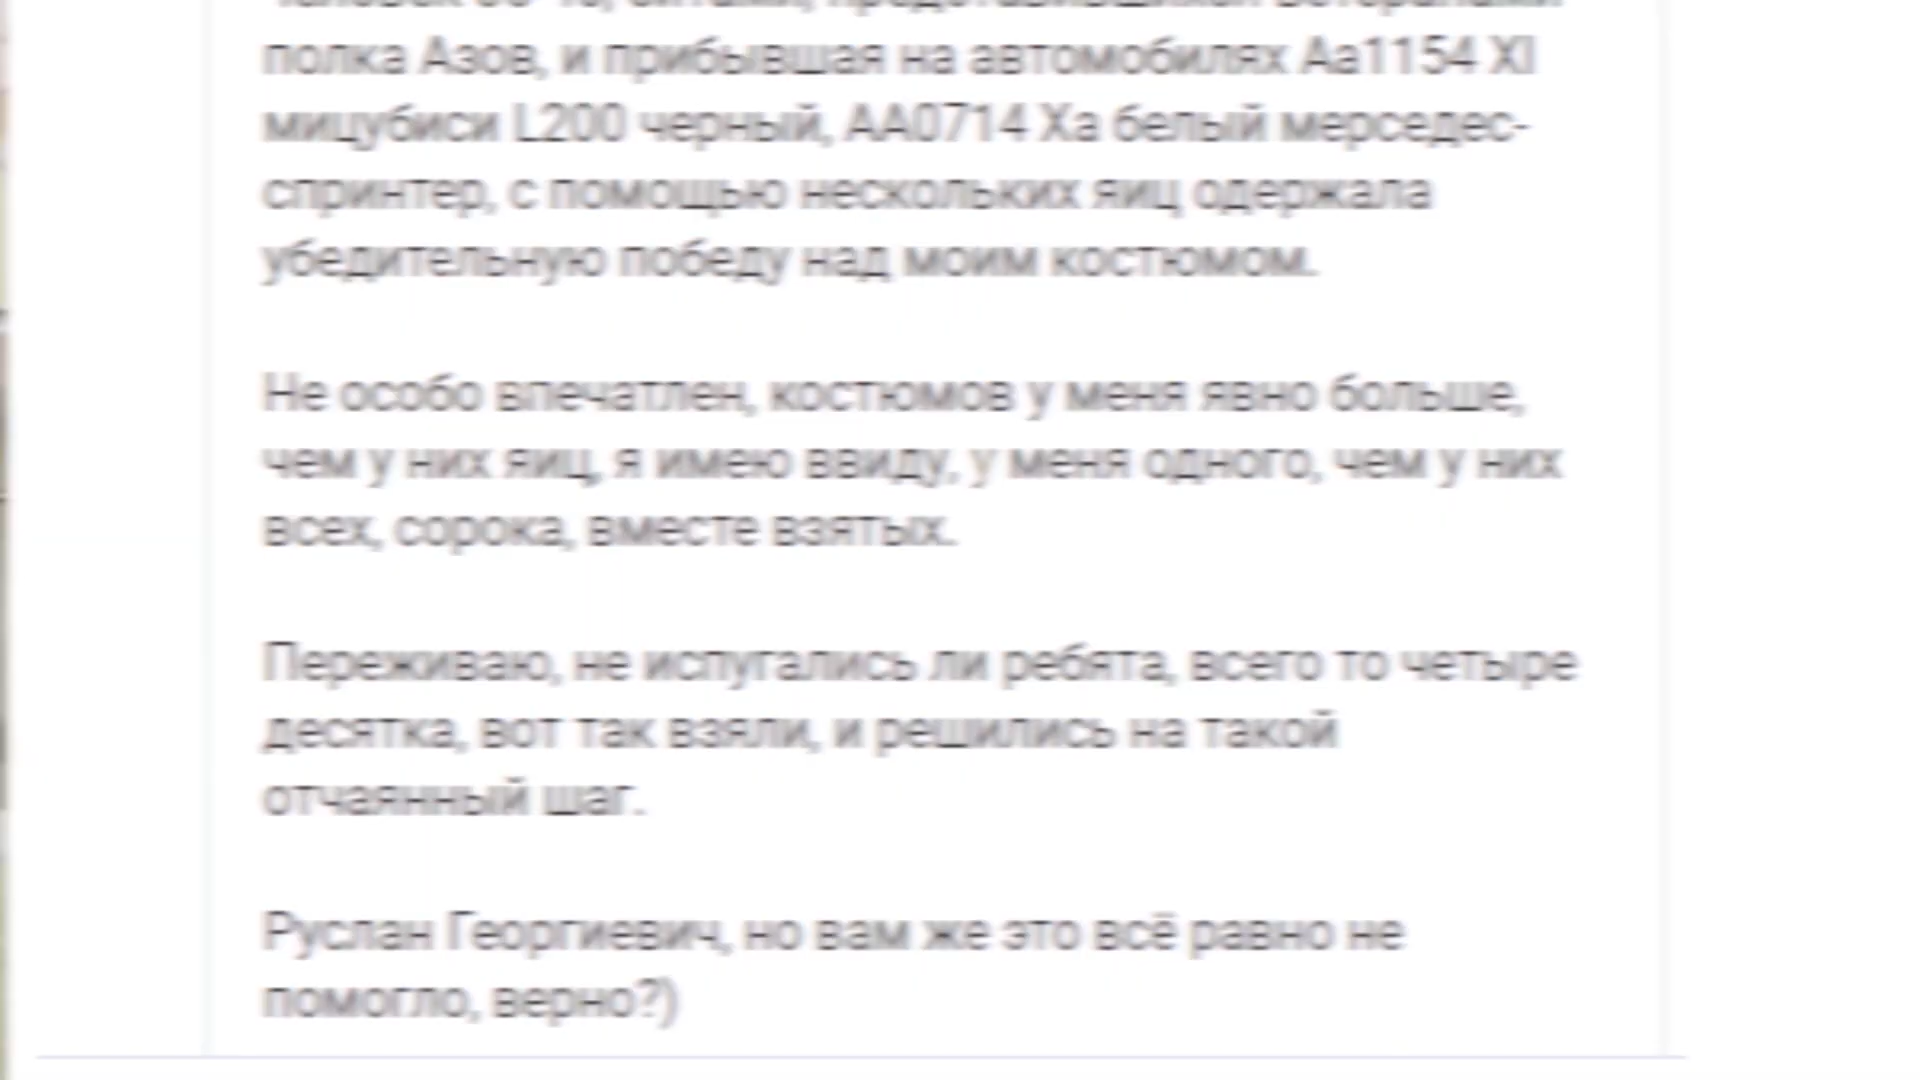 полка Азов, и прибывшая на автомобилях Аа1154 XI
мицубиси L200 черный, АА0714 Ха белый мерседес-
спринтер, с помощью нескольких яиц одержала
убедительную победу над моим костюмом.
Не особо впечатлен, костюмов у меня явно больше,
чем у них яиц, я имею ввиду, у меня одного, чем у них
всех, сорока, вместе взятых.
Переживаю, не испугались ли ребята, всего то четыре
десятка, вот так взяли, и решились на такой
отчаянный шаг.
Руслан Георгиевич, но вам же это всё равно не
помогло, верно?)